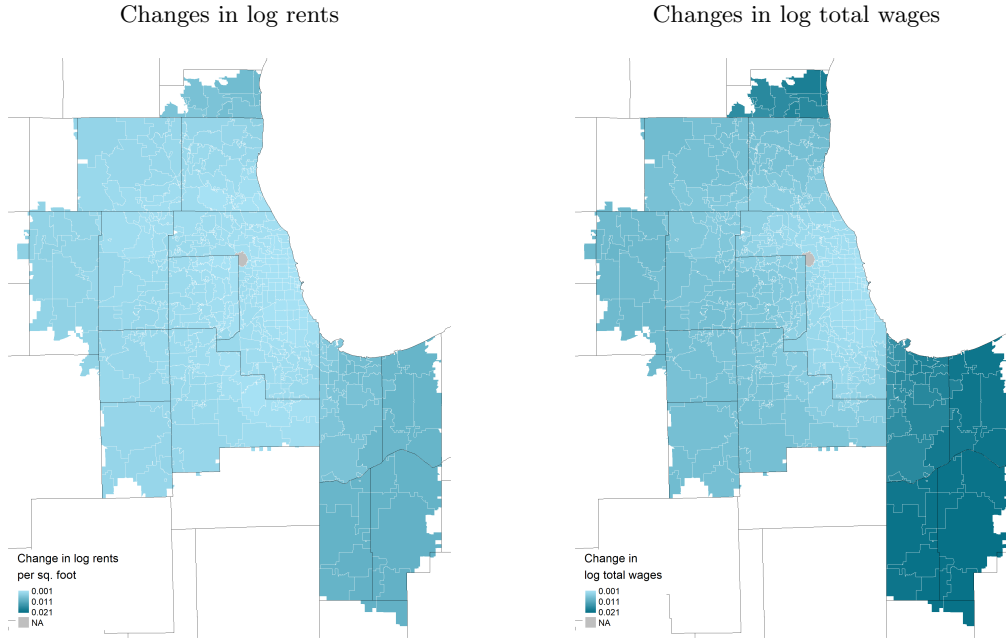 Changes in log rents
Changes in log total wages
Change in log rents
per sq. foot
0.001
0.011
0.021
NA
Change in
log total wages
0.001
0.011
0.021
NA